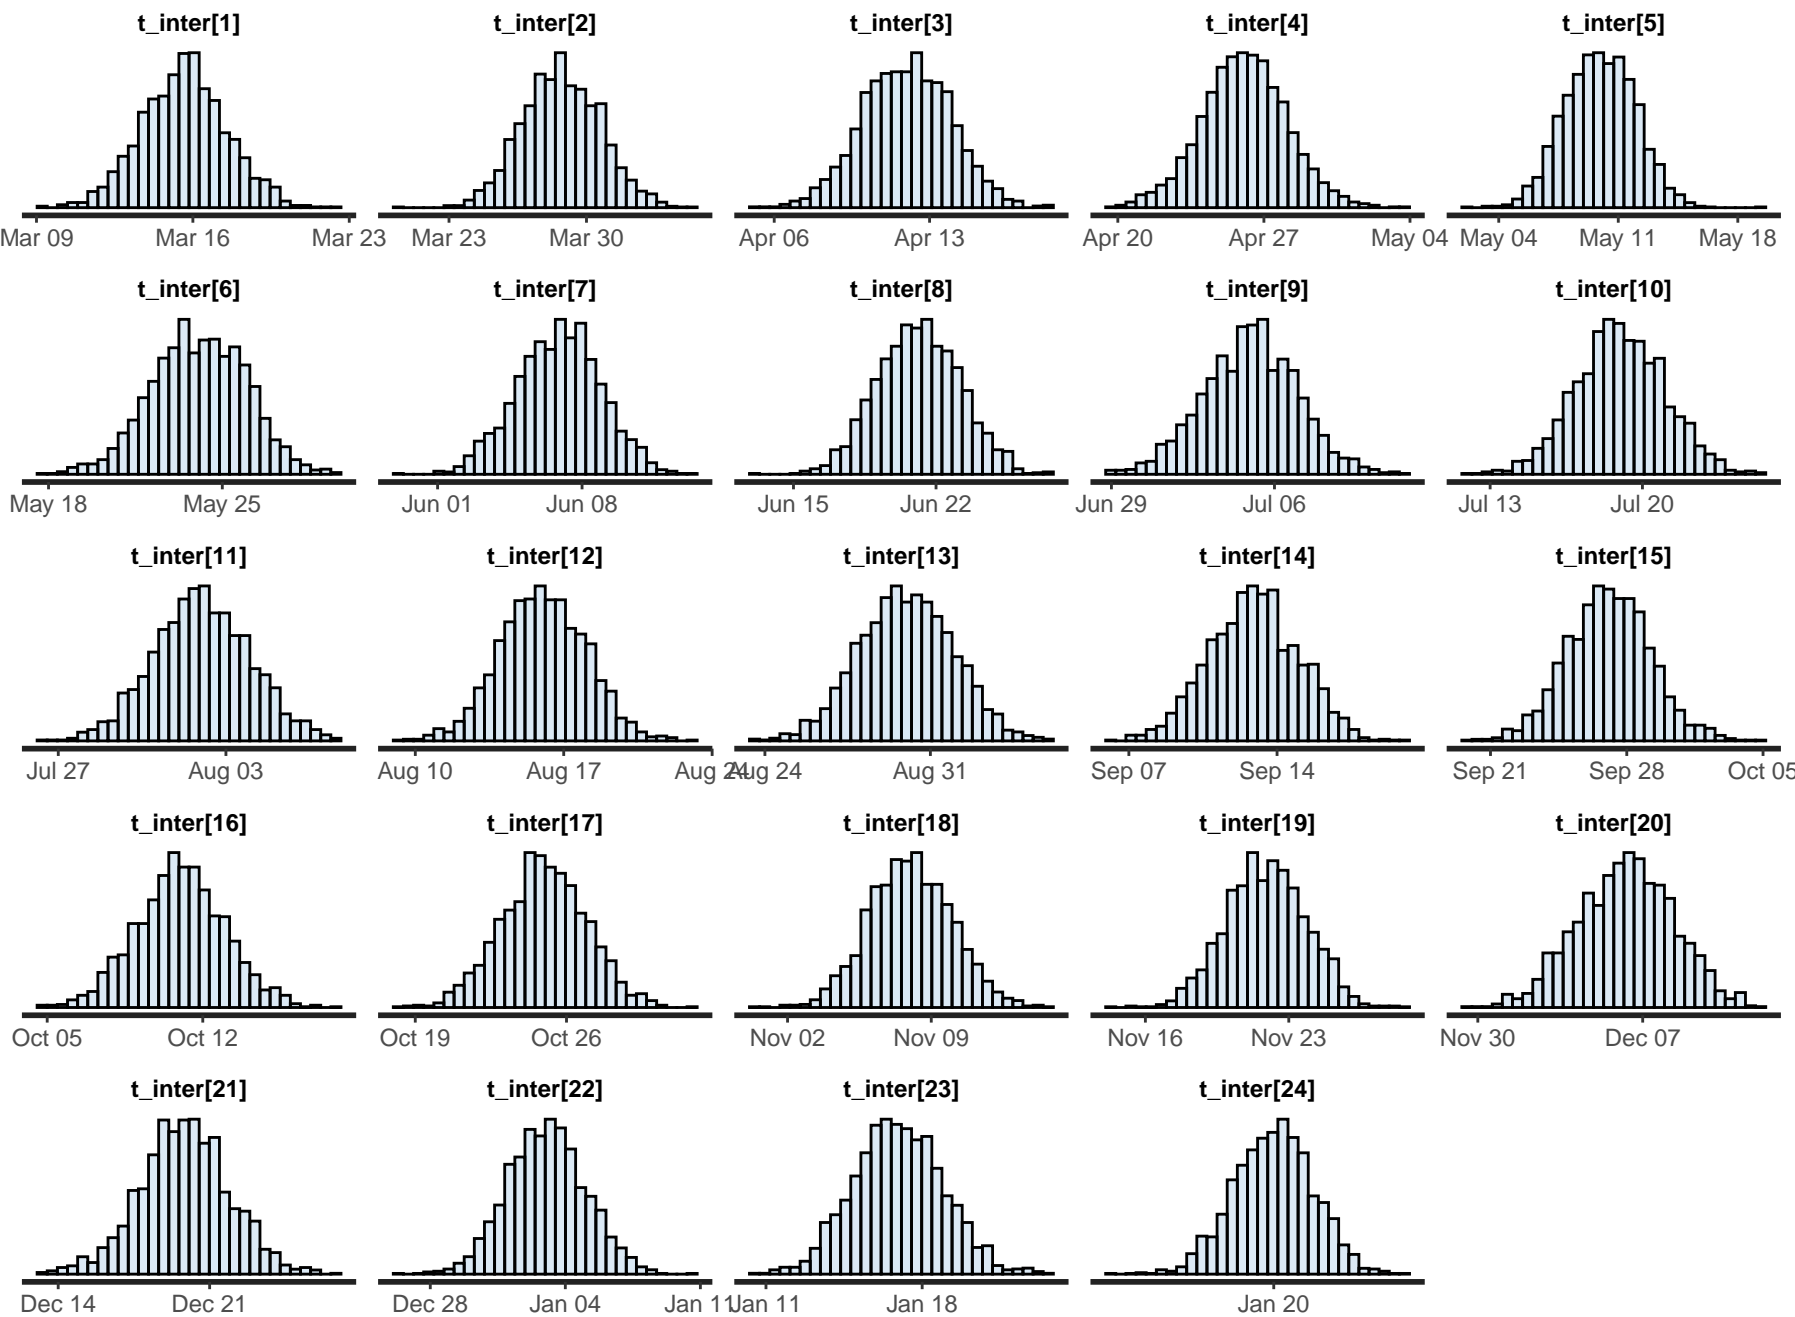 t_inter[1] t_inter[2] t_inter[3] t_inter[4] t_inter[5]
Mar 09 Mar 16 Mar 23 Mar 23 Mar 30 Apr 06 Apr 13 Apr 20 Apr 27 May 04 May 04 May 11 May 18
t_inter[6] t_inter[7] t_inter[8] t_inter[9] t_inter[10]
May 18 May 25 Jun 01 Jun 08 Jun 15 Jun 22 Jun 29 Jul 06 Jul 13 Jul 20
t_inter[11] t_inter[12] t_inter[13] t_inter[14] t_inter[15]
Jul 27 Aug 03 Aug 10 Aug 17 Aug 24 Aug 24 Aug 31 Sep 07 Sep 14 Sep 21 Sep 28 Oct 05
t_inter[16] t_inter[17] t_inter[18] t_inter[19] t_inter[20]
Oct 05 Oct 12 Oct 19 Oct 26 Nov 02 Nov 09 Nov 16 Nov 23 Nov 30 Dec 07
t_inter[21] t_inter[22] t_inter[23] t_inter[24]
Dec 14 Dec 21 Dec 28 Jan 04 Jan 11 Jan 11 Jan 18 Jan 20